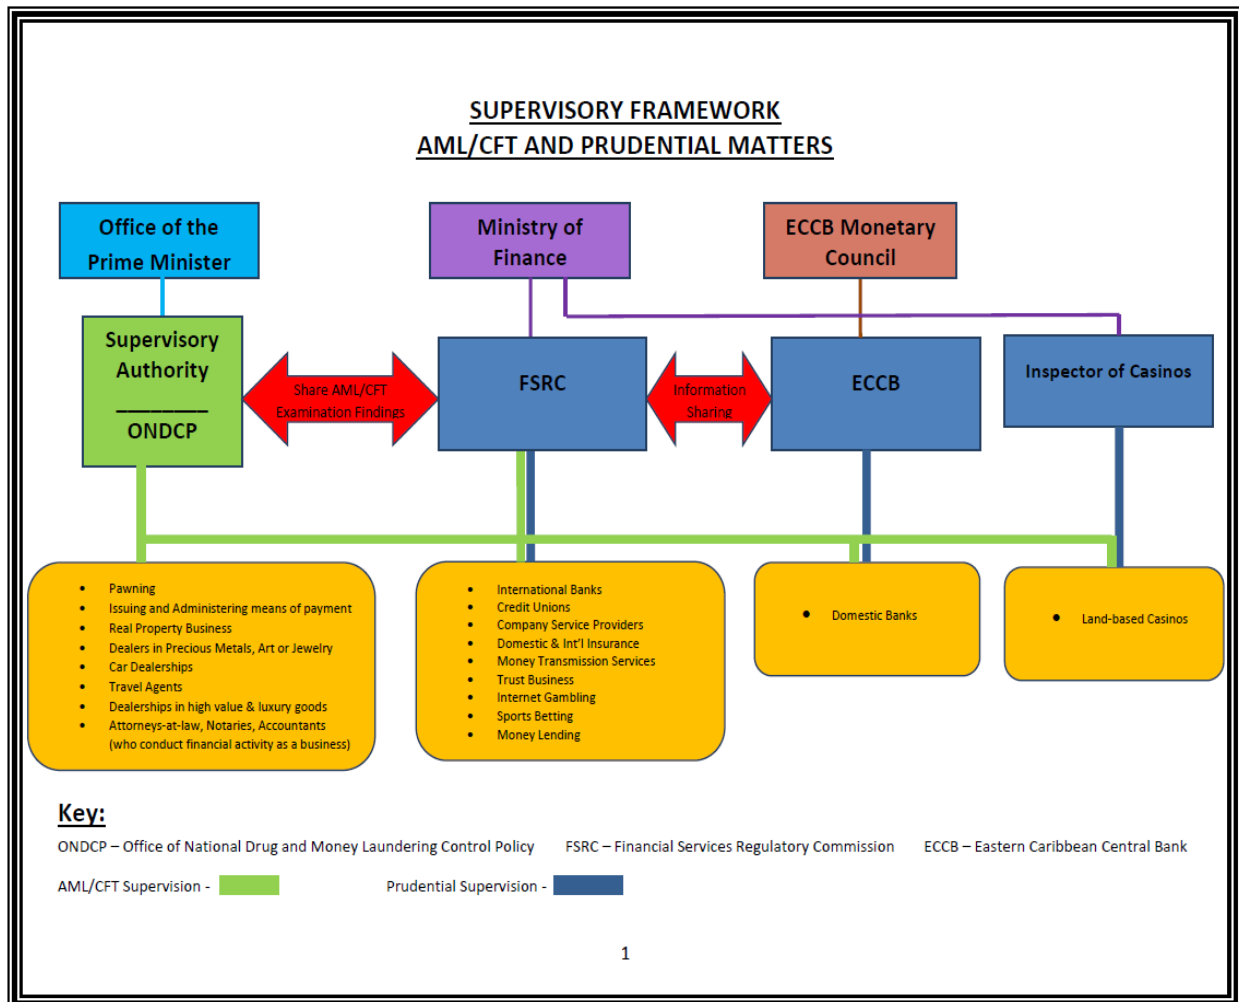 SUPERVISORY FRAMEWORK
AML/CFT AND PRUDENTIAL MATTERS
Office of the
Prime Minister
Ministry of
Finance
ECCB Monetary
Council
Supervisory
Authority
________
ONDCP
Share AML/CFT
Examination Findings
FSRC
Information
Sharing
ECCB
Inspector of Casinos
• Pawning
• Issuing and Administering means of payment
• Real Property Business
• Dealers in Precious Metals, Art or Jewelry
• Car Dealerships
• Travel Agents
• Dealerships in high value & luxury goods
• Attorneys-at-law, Notaries, Accountants
(who conduct financial activity as a business)
• International Banks
• Credit Unions
• Company Service Providers
• Domestic & Int'l Insurance
• Money Transmission Services
• Trust Business
• Internet Gambling
• Sports Betting
• Money Lending
• Domestic Banks
• Land-based Casinos
Key:
ONDCP – Office of National Drug and Money Laundering Control Policy FSRC – Financial Services Regulatory Commission ECCB – Eastern Caribbean Central Bank
AML/CFT Supervision - Prudential Supervision -
1